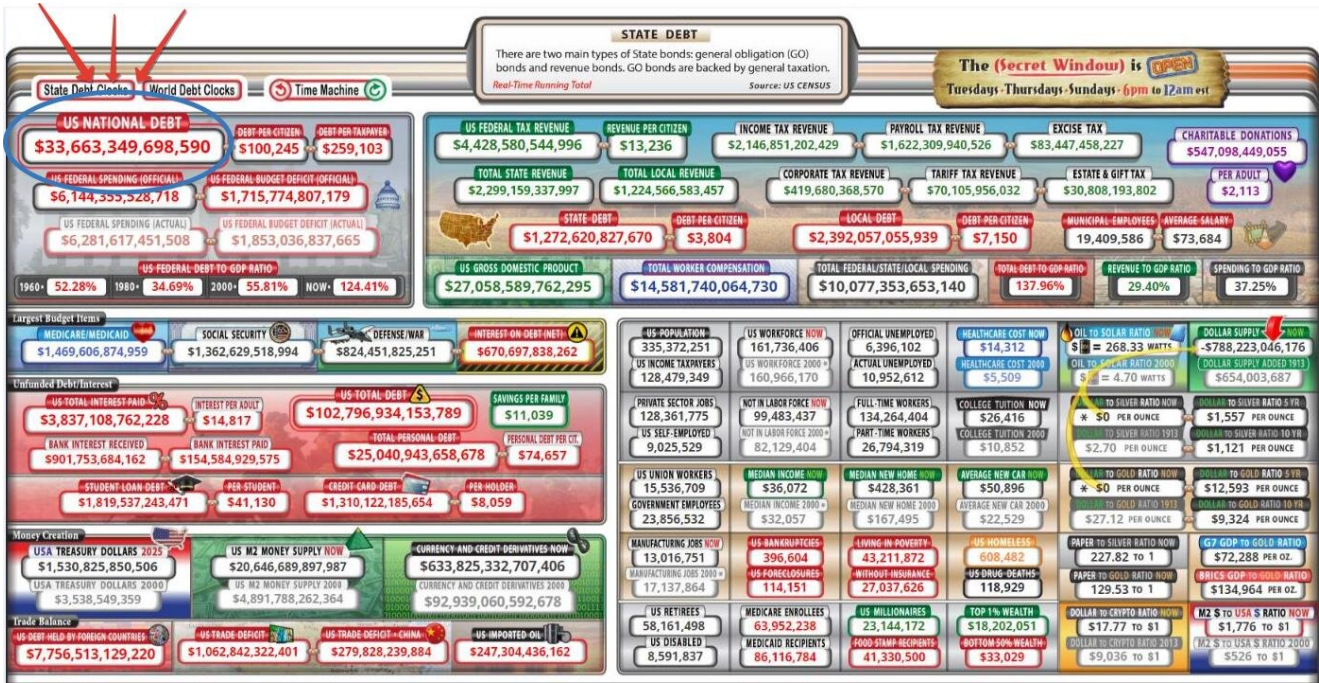 STATE DEBT
There are two main types of State bonds: general obligation (GO)
bonds and revenue bonds. GO bonds are backed by general taxation.
Real-Time Running Total Source: US CENSUS
The (Secret Window) is OPEN
Tuesdays-Thursdays-Sundays-6pm to 12am est
State Debt Clocks World Debt Clocks Time Machine
US NATIONAL DEBT DEBT PER CITIZEN DEBT PER TAXPAYER
$33,663,349,698,590 $100,245 $259,103
US FEDERAL SPENDING (OFFICIAL) US FEDERAL BUDGET DEFICIT (OFFICIAL)
$6,144,355,528,718 $1,715,774,807,179
US FEDERAL SPENDING (ACTUAL) US FEDERAL BUDGET DEFICIT (ACTUAL)
$6,281,617,451,508 $1,853,036,837,665
US FEDERAL DEBT TO GDP RATIO
1960• 52.28% 1980• 34.69% 2000• 55.81% NOW• 124.41%
US FEDERAL TAX REVENUE REVENUE PER CITIZEN INCOME TAX REVENUE PAYROLL TAX REVENUE EXCISE TAX
$4,428,580,544,996 $13,236 $2,146,851,202,429 $1,622,309,940,526 $83,447,458,227
CHARITABLE DONATIONS
$547,098,449,055
TOTAL STATE REVENUE TOTAL LOCAL REVENUE CORPORATE TAX REVENUE TARIFF TAX REVENUE ESTATE & GIFT TAX PER ADULT
$2,299,159,337,997 $1,224,566,583,457 $419,680,368,570 $70,105,956,032 $30,808,193,802 $2,113
STATE DEBT DEBT PER CITIZEN LOCAL DEBT DEBT PER CITIZEN MUNICIPAL EMPLOYEES AVERAGE SALARY
$1,272,620,827,670 $3,804 $2,392,057,055,939 $7,150 19,409,586 $73,684
US GROSS DOMESTIC PRODUCT TOTAL WORKER COMPENSATION TOTAL FEDERAL/STATE/LOCAL SPENDING TOTAL DEBT TO GDP RATIO REVENUE TO GDP RATIO SPENDING TO GDP RATIO
$27,058,589,762,295 $14,581,740,064,730 $10,077,353,653,140 137.96% 29.40% 37.25%
Largest Budget Items
MEDICARE/MEDICAID SOCIAL SECURITY DEFENSE/WAR INTEREST ON DEBT (NET)
$1,469,606,874,959 $1,362,629,518,994 $824,451,825,251 $670,697,838,262
Unfunded Debt/Interest
US TOTAL INTEREST PAID INTEREST PER ADULT US TOTAL DEBT SAVINGS PER FAMILY
$3,837,108,762,228 $14,817 $102,796,934,153,789 $11,039
BANK INTEREST RECEIVED BANK INTEREST PAID TOTAL PERSONAL DEBT PERSONAL DEBT PER CIT.
$901,753,684,162 $154,584,929,575 $25,040,943,658,678 $74,657
STUDENT LOAN DEBT PER STUDENT CREDIT CARD DEBT PER HOLDER
$1,819,537,243,471 $41,130 $1,310,122,185,654 $8,059
Money Creation
USA TREASURY DOLLARS 2025 US M2 MONEY SUPPLY NOW CURRENCY AND CREDIT DERIVATIVES NOW
$1,530,825,850,506 $20,646,689,897,987 $633,825,332,707,406
USA TREASURY DOLLARS 2000 US M2 MONEY SUPPLY 2000 CURRENCY AND CREDIT DERIVATIVES 2000
$3,538,549,359 $4,891,788,262,364 $92,939,060,592,678
Trade Balance
US DEBT HELD BY FOREIGN COUNTRIES US TRADE DEFICIT US TRADE DEFICIT • CHINA US IMPORTED OIL
$7,756,513,129,220 $1,062,842,322,401 $279,828,239,884 $247,304,436,162
US POPULATION US WORKFORCE NOW OFFICIAL UNEMPLOYED HEALTHCARE COST NOW OIL TO SOLAR RATIO NOW DOLLAR SUPPLY NOW
335,372,251 161,736,406 6,396,102 $14,312 $ = 268.33 WATTS -$788,223,046,176
US INCOME TAXPAYERS US WORKFORCE 2000 ACTUAL UNEMPLOYED HEALTHCARE COST 2000 OIL TO SOLAR RATIO 2000 DOLLAR SUPPLY ADDED 1913
128,479,349 160,966,170 10,952,612 $5,509 $ = 4.70 WATTS $654,003,687
PRIVATE SECTOR JOBS NOT IN LABOR FORCE NOW FULL-TIME WORKERS COLLEGE TUITION NOW DOLLAR TO SILVER RATIO NOW DOLLAR TO SILVER RATIO 5 YR
128,361,775 99,483,437 134,264,404 $26,416 * $0 PER OUNCE $1,557 PER OUNCE
US SELF-EMPLOYED NOT IN LABOR FORCE 2000 PART-TIME WORKERS COLLEGE TUITION 2000 DOLLAR TO SILVER RATIO 1913 DOLLAR TO SILVER RATIO 10 YR
9,025,529 82,129,404 26,794,319 $10,852 $2.70 PER OUNCE $1,121 PER OUNCE
US UNION WORKERS MEDIAN INCOME NOW MEDIAN NEW HOME NOW AVERAGE NEW CAR NOW DOLLAR TO GOLD RATIO NOW DOLLAR TO GOLD RATIO 5 YR
15,536,709 $36,072 $428,361 $50,896 * $0 PER OUNCE $12,593 PER OUNCE
GOVERNMENT EMPLOYEES MEDIAN INCOME 2000 MEDIAN NEW HOME 2000 AVERAGE NEW CAR 2000 DOLLAR TO GOLD RATIO 1913 DOLLAR TO GOLD RATIO 10 YR
23,856,532 $32,057 $167,495 $22,529 $27.12 PER OUNCE $9,324 PER OUNCE
MANUFACTURING JOBS NOW US BANKRUPTCIES LIVING IN POVERTY US HOMELESS PAPER TO SILVER RATIO NOW G7 GDP TO GOLD RATIO
13,016,751 396,604 43,211,872 608,482 227.82 TO 1 $72,288 PER OZ.
MANUFACTURING JOBS 2000 US FORECLOSURES WITHOUT INSURANCE US DRUG DEATHS PAPER TO GOLD RATIO NOW BRICS GDP TO GOLD RATIO
17,137,864 114,151 27,037,626 118,929 129.53 TO 1 $134,964 PER OZ.
US RETIREES MEDICARE ENROLLEES US MILLIONAIRES TOP 1% WEALTH DOLLAR TO CRYPTO RATIO NOW M2 $ TO USA $ RATIO NOW
58,161,498 63,952,238 23,144,172 $18,202,051 $17.77 TO $1 $1,776 TO $1
US DISABLED MEDICAID RECIPIENTS FOOD STAMP RECIPIENTS BOTTOM 50% WEALTH DOLLAR TO CRYPTO RATIO 2013 M2 $ TO USA $ RATIO 2000
8,591,837 86,116,784 41,330,500 $33,029 $9,036 TO $1 $526 TO $1